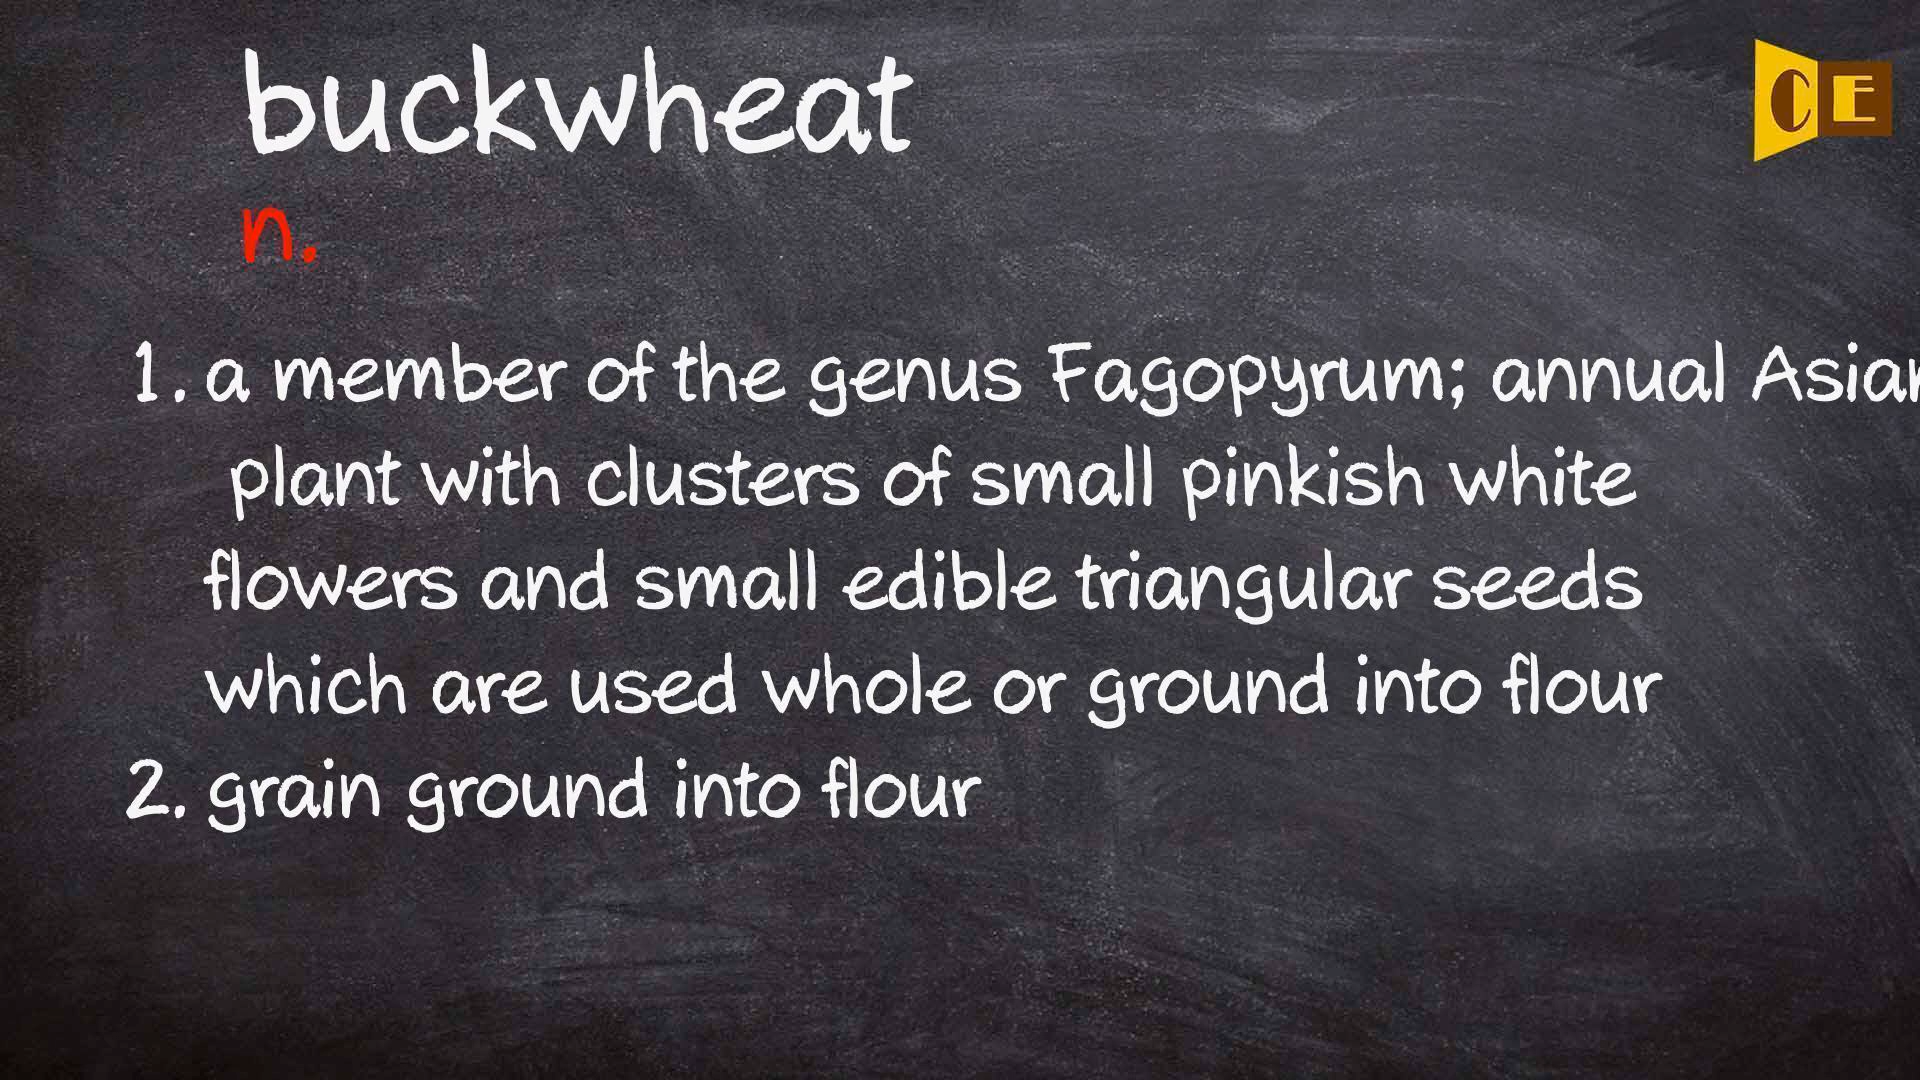 buckwheat
CE
n.
1. a member of the genus Fagopyrum; annual Asian
plant with clusters of small pinkish white
flowers and small edible triangular seeds
which are used whole or ground into flour
2. grain ground into flour